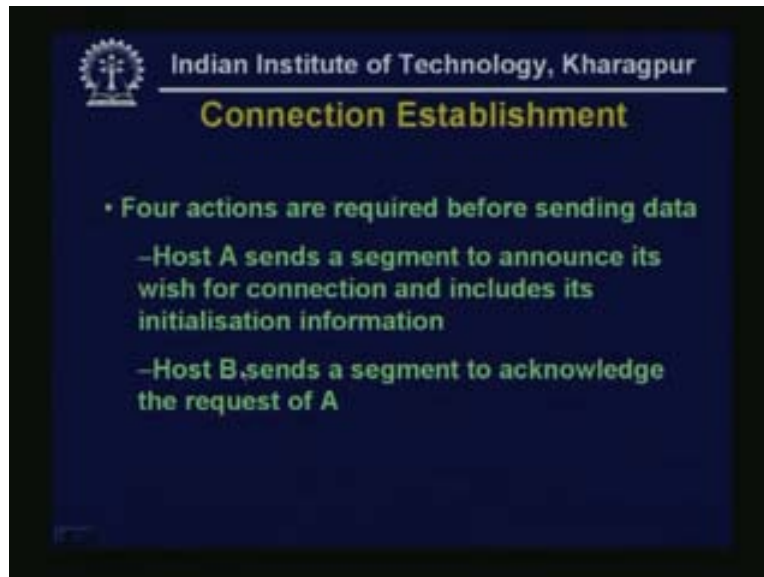 Indian Institute of Technology, Kharagpur
Connection Establishment
• Four actions are required before sending data
–Host A sends a segment to announce its
wish for connection and includes its
initialisation information
–Host B sends a segment to acknowledge
the request of A